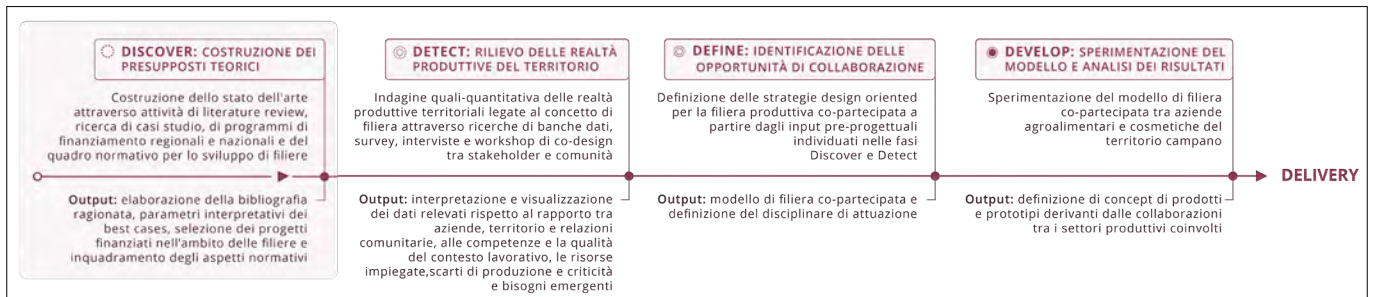 DISCOVER: COSTRUZIONE DEI
PRESUPPOSTI TEORICI
Costruzione dello stato dell'arte
attraverso attività di literature review,
ricerca di casi studio, di programmi di
finanziamento regionali e nazionali e del
quadro normativo per lo sviluppo di filiere
Output: elaborazione della bibliografia
ragionata, parametri interpretativi dei
best cases, selezione dei progetti
finanziati nell'ambito delle filiere e
inquadramento degli aspetti normativi
DETECT: RILIEVO DELLE REALTÀ
PRODUTTIVE DEL TERRITORIO
Indagine quali-quantitativa delle realtà
produttive territoriali legate al concetto di
filiera attraverso ricerche di banche dati,
survey, interviste e workshop di co-design
tra stakeholder e comunità
Output: interpretazione e visualizzazione
dei dati relevati rispetto al rapporto tra
aziende, territorio e relazioni
comunitarie, alle competenze e la qualità
del contesto lavorativo, le risorse
impiegate,scarti di produzione e criticità
e bisogni emergenti
DEFINE: IDENTIFICAZIONE DELLE
OPPORTUNITÀ DI COLLABORAZIONE
Definizione delle strategie design oriented
per la filiera produttiva co-partecipata a
partire dagli input pre-progettuali
individuati nelle fasi
Discover e Detect
Output: modello di filiera co-partecipata e
definizione del disciplinare di attuazione
DEVELOP: SPERIMENTAZIONE DEL
MODELLO E ANALISI DEI RISULTATI
Sperimentazione del modello di filiera
co-partecipata tra aziende
agroalimentari e cosmetiche del
territorio campano
Output: definizione di concept di prodotti
e prototipi derivanti dalle collaborazioni
tra i settori produttivi coinvolti
DELIVERY